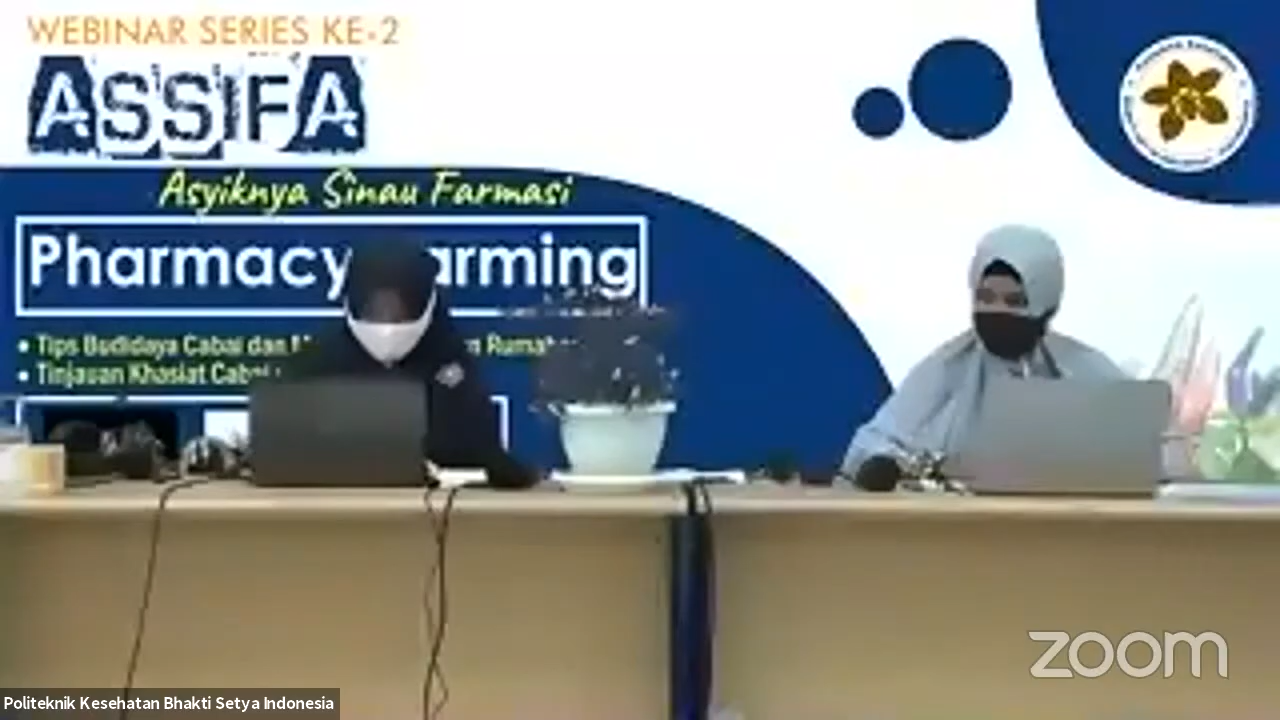 WEBINAR SERIES KE-2
ASSIFA
Asyiknya Sinau Farmasi
Pharmacy arming
• Tips Budidaya Cabai dan
• Tinjauan Khasiat Cabai
zoom
Politeknik Kesehatan Bhakti Setya Indonesia